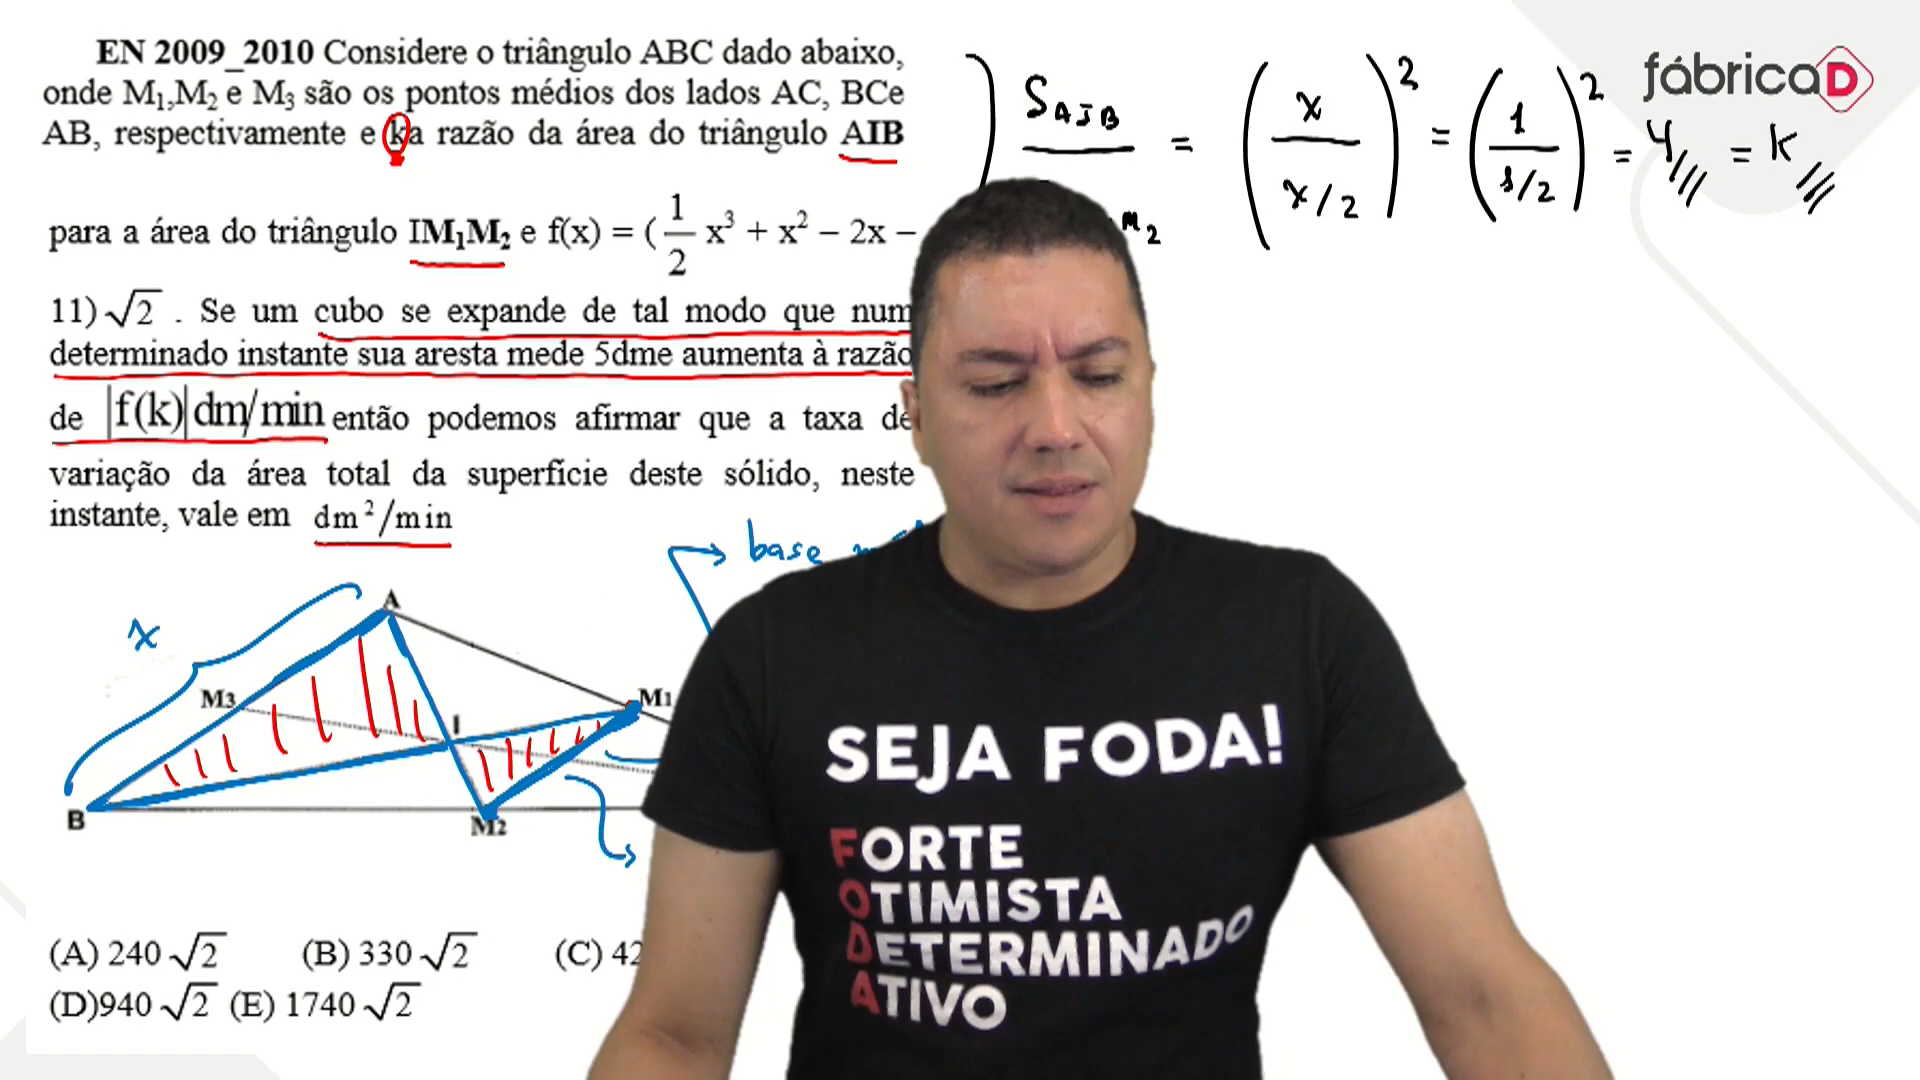 EN 2009_2010 Considere o triângulo ABC dado abaixo,
onde M₁,M₂ e M₃ são os pontos médios dos lados AC, BCe
AB, respectivamente e ka razão da área do triângulo AIB
para a área do triângulo IM₁M₂ e f(x) = (1/2 x³ + x² − 2x −
11)√2 . Se um cubo se expande de tal modo que num
determinado instante sua aresta mede 5dme aumenta à razão
de |f(k)| dm/min então podemos afirmar que a taxa de
variação da área total da superfície deste sólido, neste
instante, vale em dm²/min
base
x
A
M3
M1
I
B
M2
(A) 240 √2 (B) 330 √2 (C) 42
(D)940 √2 (E) 1740 √2
S AIB / M2 = (x / x/2)² = (1 / 1/2)² = 4 = k
fábricaD
SEJA FODA!
FORTE
OTIMISTA
DETERMINADO
ATIVO